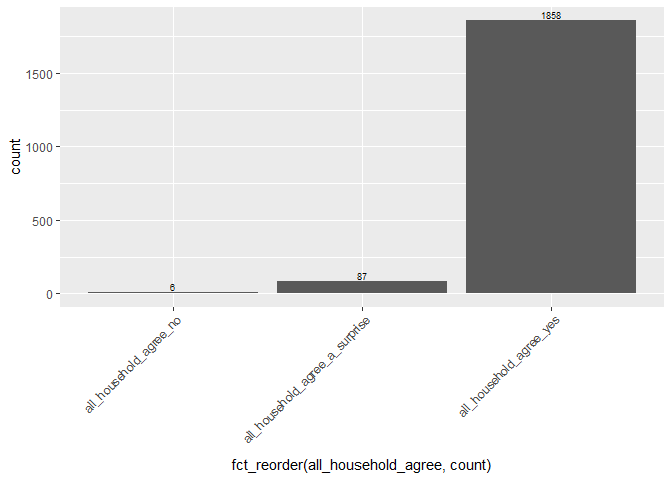 1858
1500
count
1000
500
87
6
0
all_household_agree_no
all_household_agree_a_surprise
all_household_agree_yes
fct_reorder(all_household_agree, count)